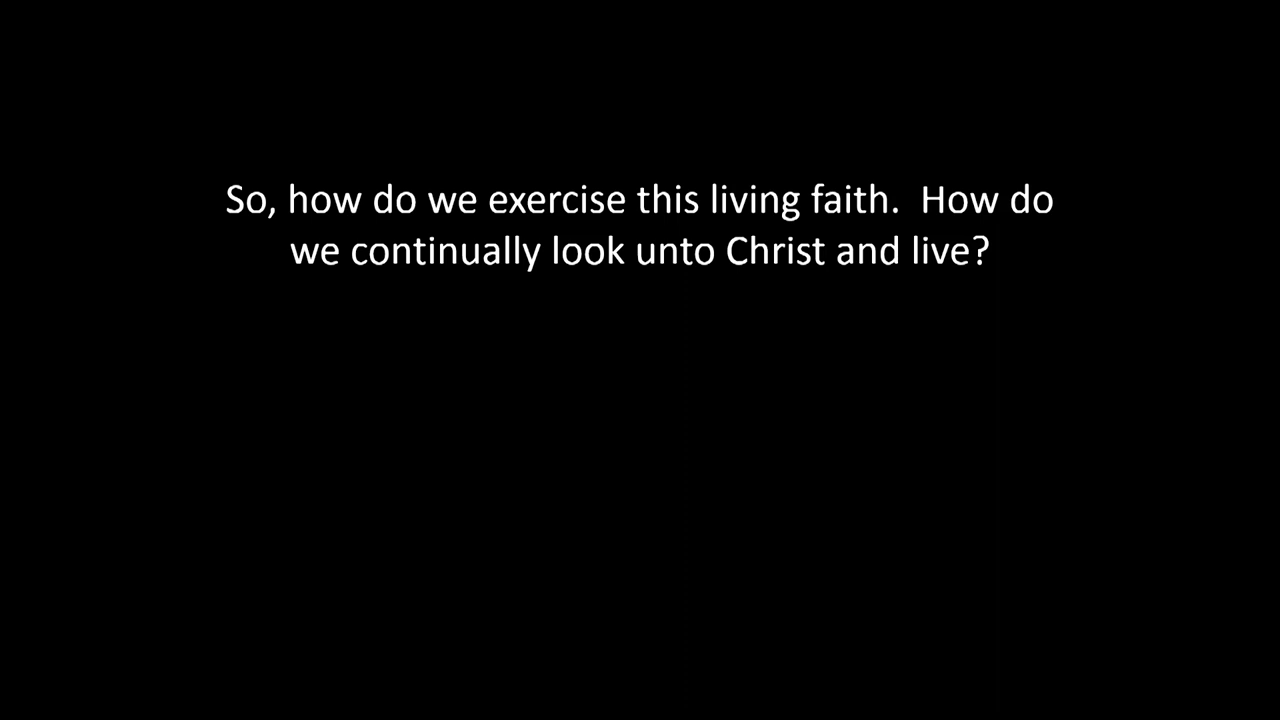 So, how do we exercise this living faith.  How do
we continually look unto Christ and live?